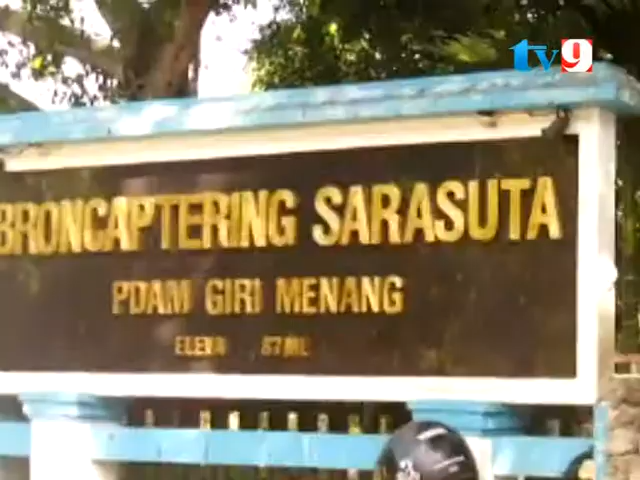 tv9
BRONCAPTERING SARASUTA
PDAM GIRI MENANG